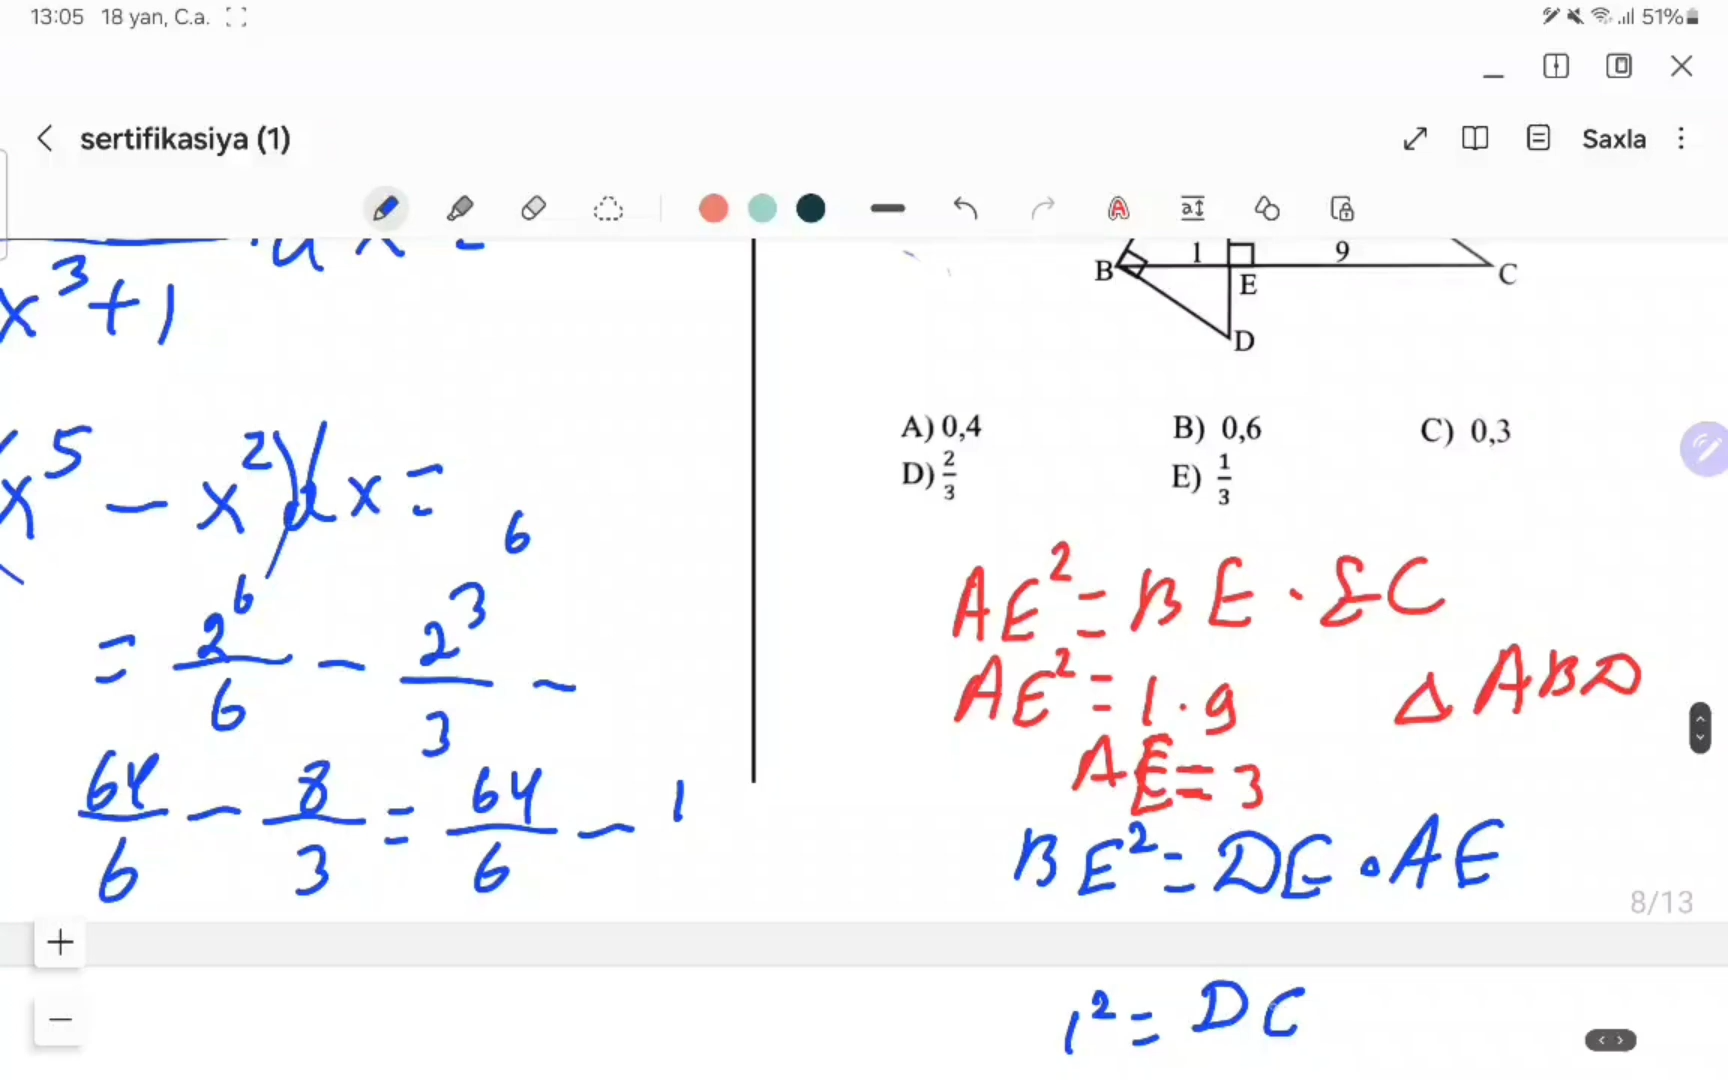 13:05 18 yan, C.a. 51%
sertifikasiya (1)
Saxla
x³+1
x⁵ - x²)dx=
6
= 2⁶/6 - 2³/3 -
64/6 - 8/3 = 64/6 - 1
B 1 E 9 C
D
A) 0,4 B) 0,6 C) 0,3
D) 2/3 E) 1/3
AE²= BE · EC
AE²= 1 · 9 Δ ABD
AE=3
BE²= DE · AE
8/13
1² =